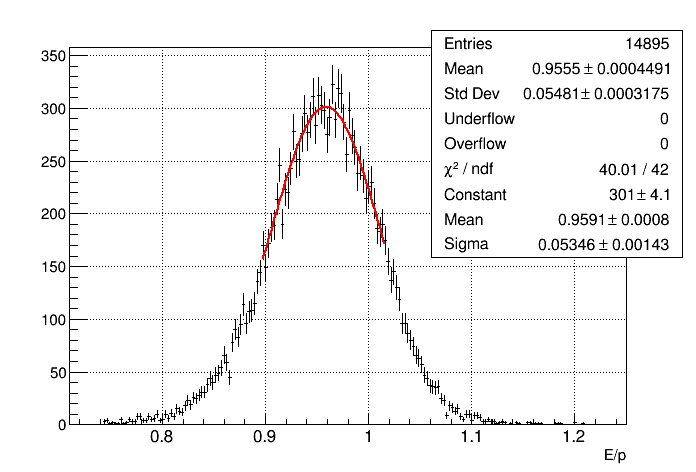 Entries 14895
Mean 0.9555 ± 0.0004491
Std Dev 0.05481 ± 0.0003175
Underflow 0
Overflow 0
χ² / ndf 40.01 / 42
Constant 301 ± 4.1
Mean 0.9591 ± 0.0008
Sigma 0.05346 ± 0.00143
350
300
250
200
150
100
50
0
0.8 0.9 1 1.1 1.2
E/p